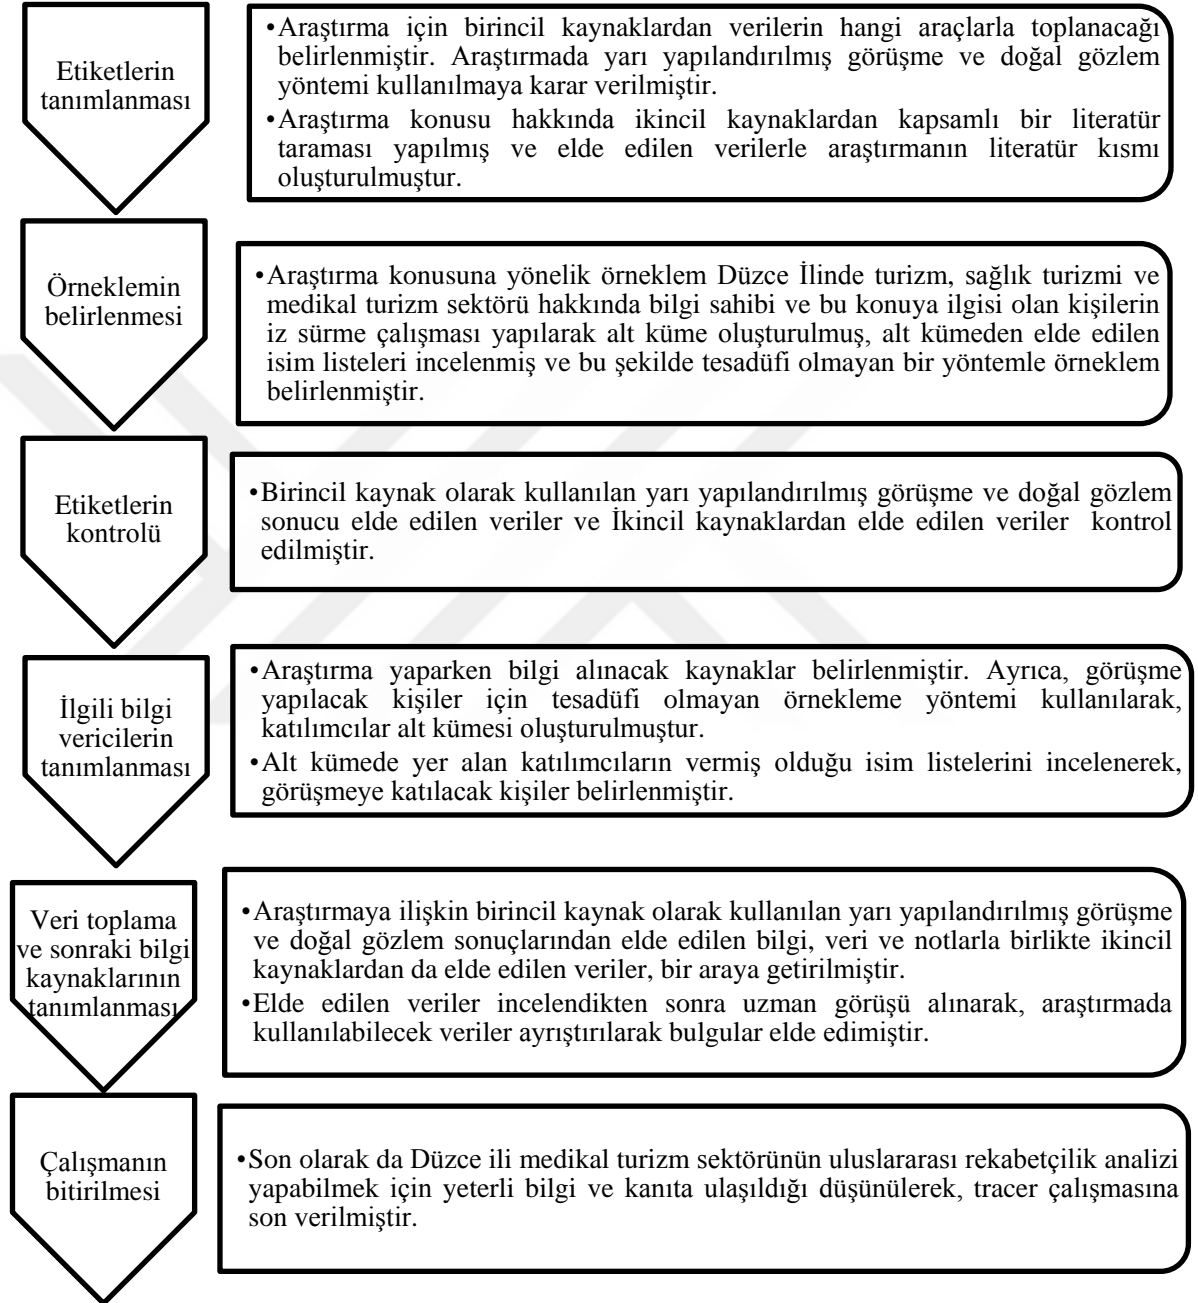 Etiketlerin
tanımlanması
•Araştırma için birincil kaynaklardan verilerin hangi araçlarla toplanacağı
belirlenmiştir. Araştırmada yarı yapılandırılmış görüşme ve doğal gözlem
yöntemi kullanılmaya karar verilmiştir.
•Araştırma konusu hakkında ikincil kaynaklardan kapsamlı bir literatür
taraması yapılmış ve elde edilen verilerle araştırmanın literatür kısmı
oluşturulmuştur.
Örneklemin
belirlenmesi
•Araştırma konusuna yönelik örneklem Düzce İlinde turizm, sağlık turizmi ve
medikal turizm sektörü hakkında bilgi sahibi ve bu konuya ilgisi olan kişilerin
iz sürme çalışması yapılarak alt küme oluşturulmuş, alt kümeden elde edilen
isim listeleri incelenmiş ve bu şekilde tesadüfi olmayan bir yöntemle örneklem
belirlenmiştir.
Etiketlerin
kontrolü
•Birincil kaynak olarak kullanılan yarı yapılandırılmış görüşme ve doğal gözlem
sonucu elde edilen veriler ve İkincil kaynaklardan elde edilen veriler kontrol
edilmiştir.
İlgili bilgi
vericilerin
tanımlanması
•Araştırma yaparken bilgi alınacak kaynaklar belirlenmiştir. Ayrıca, görüşme
yapılacak kişiler için tesadüfi olmayan örnekleme yöntemi kullanılarak,
katılımcılar alt kümesi oluşturulmuştur.
•Alt kümede yer alan katılımcıların vermiş olduğu isim listelerini incelenerek,
görüşmeye katılacak kişiler belirlenmiştir.
Veri toplama
ve sonraki bilgi
kaynaklarının
tanımlanması
•Araştırmaya ilişkin birincil kaynak olarak kullanılan yarı yapılandırılmış görüşme
ve doğal gözlem sonuçlarından elde edilen bilgi, veri ve notlarla birlikte ikincil
kaynaklardan da elde edilen veriler, bir araya getirilmiştir.
•Elde edilen veriler incelendikten sonra uzman görüşü alınarak, araştırmada
kullanılabilecek veriler ayrıştırılarak bulgular elde edimiştir.
Çalışmanın
bitirilmesi
•Son olarak da Düzce ili medikal turizm sektörünün uluslararası rekabetçilik analizi
yapabilmek için yeterli bilgi ve kanıta ulaşıldığı düşünülerek, tracer çalışmasına
son verilmiştir.